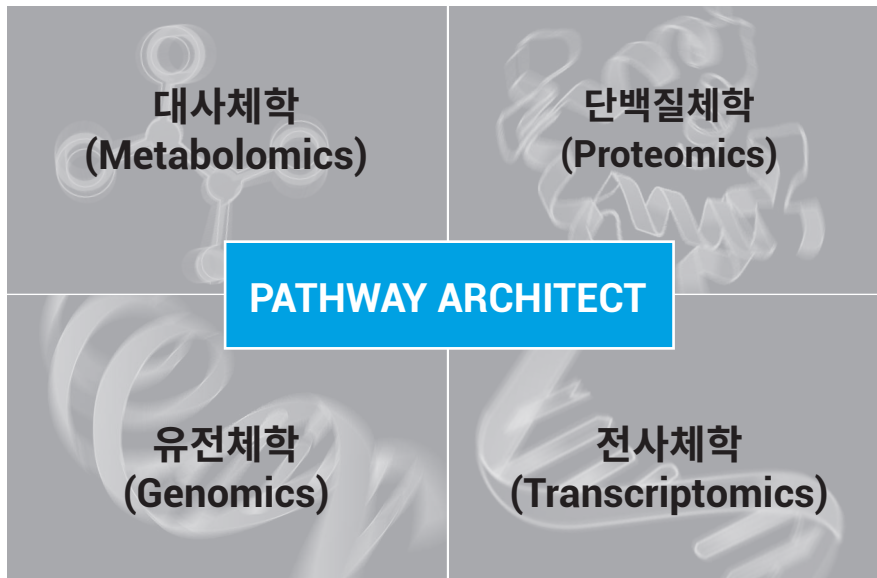 대사체학
(Metabolomics)
단백질체학
(Proteomics)
PATHWAY ARCHITECT
유전체학
(Genomics)
전사체학
(Transcriptomics)